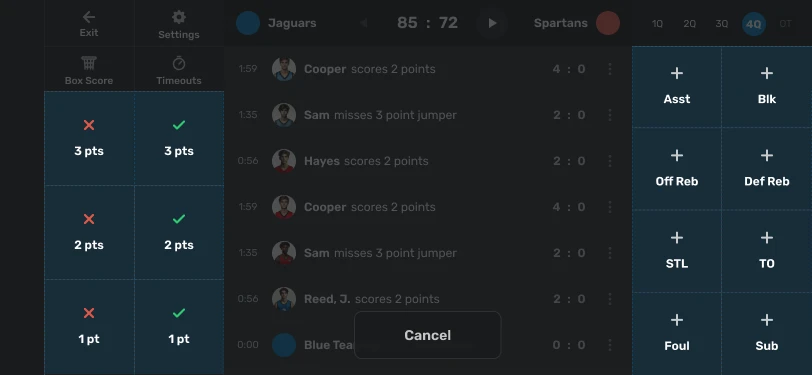 Exit
Settings
Box Score
Timeouts
3 pts
3 pts
2 pts
2 pts
1 pt
1 pt
Jaguars
85 : 72
Spartans
1:59 Cooper scores 2 points 4 : 0
1:35 Sam misses 3 point jumper 2 : 0
0:56 Hayes scores 2 points 2 : 0
1:59 Cooper scores 2 points 4 : 0
1:35 Sam misses 3 point jumper 2 : 0
0:56 Reed, J. scores 2 points 2 : 0
0:00 Blue 0 : 0
Cancel
1Q 2Q 3Q 4Q OT
Asst
Blk
Off Reb
Def Reb
STL
TO
Foul
Sub